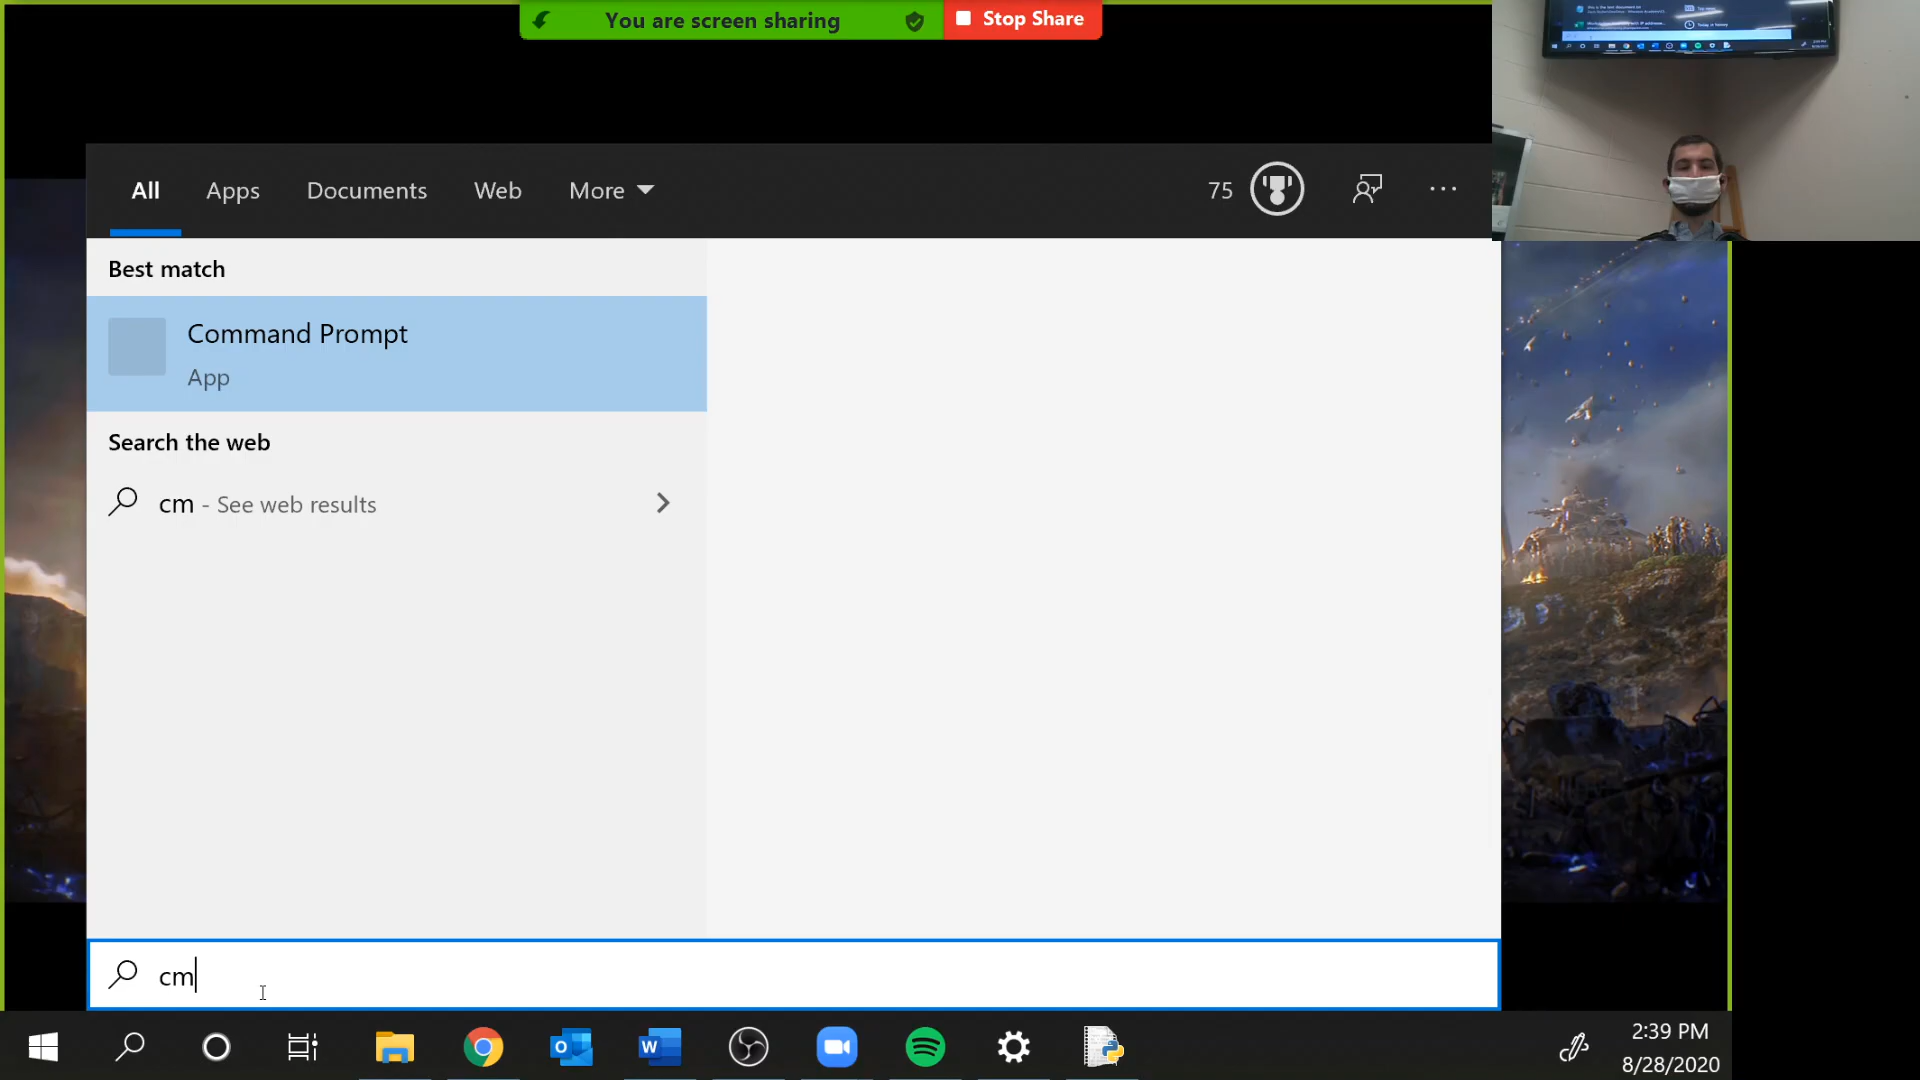 You are screen sharing
Stop Share
All
Apps
Documents
Web
More
75
Best match
Command Prompt
App
Search the web
cm - See web results
cm
2:39 PM
8/28/2020